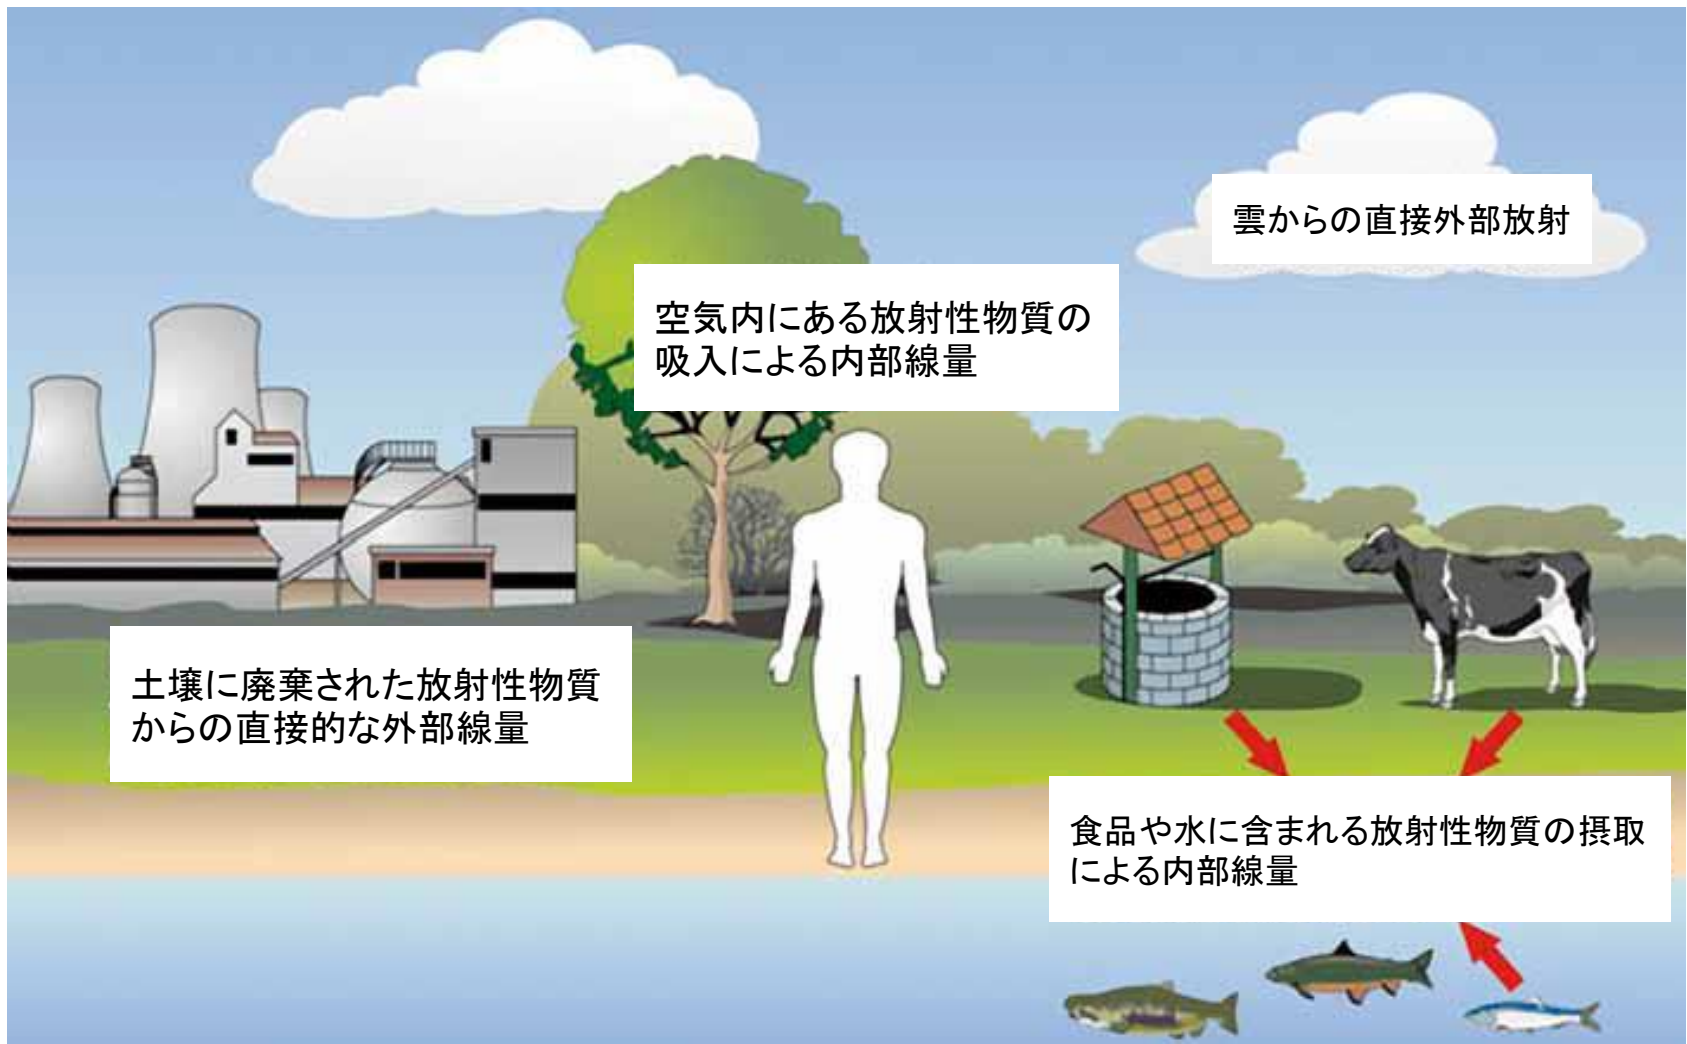 雲からの直接外部放射
空気内にある放射性物質の
吸入による内部線量
土壌に廃棄された放射性物質
からの直接的な外部線量
食品や水に含まれる放射性物質の摂取
による内部線量